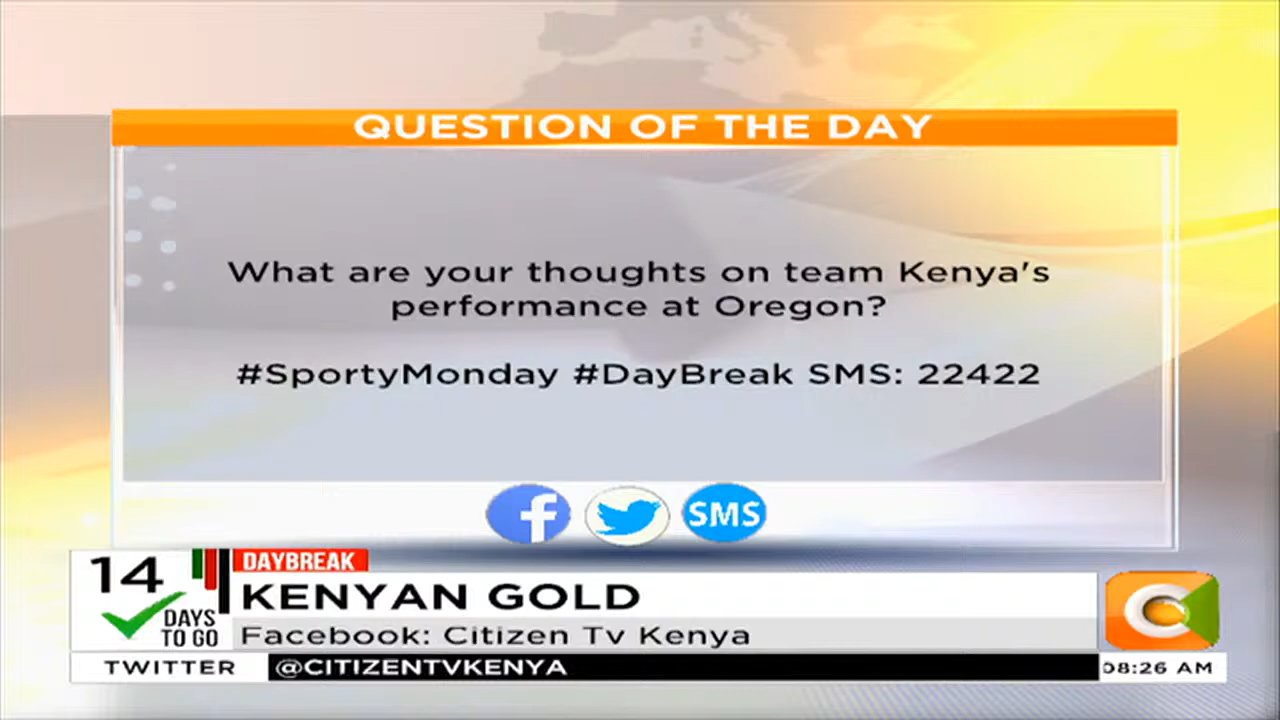 QUESTION OF THE DAY
What are your thoughts on team Kenya's
performance at Oregon?
#SportyMonday #DayBreak SMS: 22422
f
SMS
14
DAYS
TO GO
DAYBREAK
KENYAN GOLD
Facebook: Citizen Tv Kenya
C
TWITTER
@CITIZENTVKENYA
08:26 AM